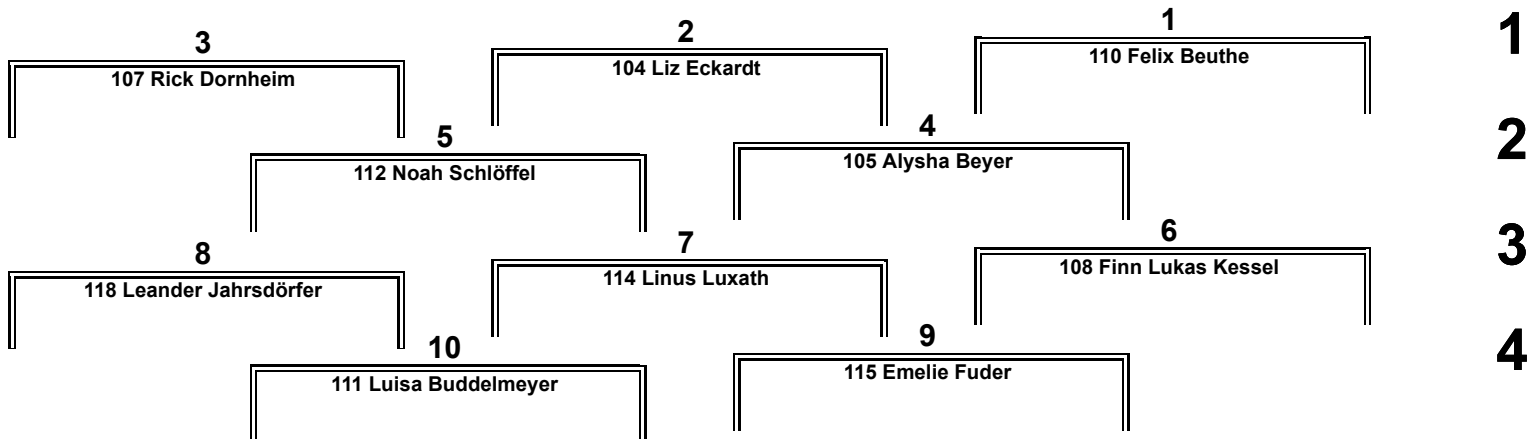 3
107 Rick Dornheim
2
104 Liz Eckardt
1
110 Felix Beuthe
1
5
112 Noah Schlöffel
4
105 Alysha Beyer
2
8
118 Leander Jahrsdörfer
7
114 Linus Luxath
6
108 Finn Lukas Kessel
3
10
111 Luisa Buddelmeyer
9
115 Emelie Fuder
4